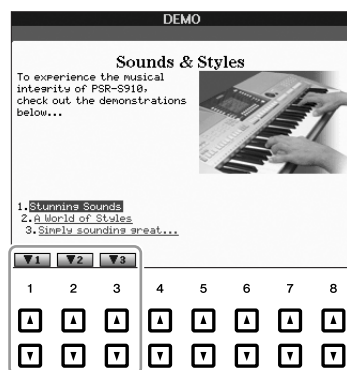 DEMO
Sounds & Styles
To experience the musical
integrity of PSR-S910,
check out the demonstrations
below...
1.Stunning Sounds
2.A World of Styles
3.Simply sounding great...
▼1 ▼2 ▼3
1 2 3 4 5 6 7 8